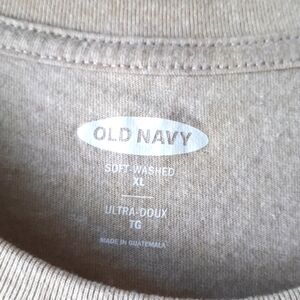 OLD NAVY
SOFT-WASHED
XL
ULTRA-DOUX
TG
MADE IN GUATEMALA